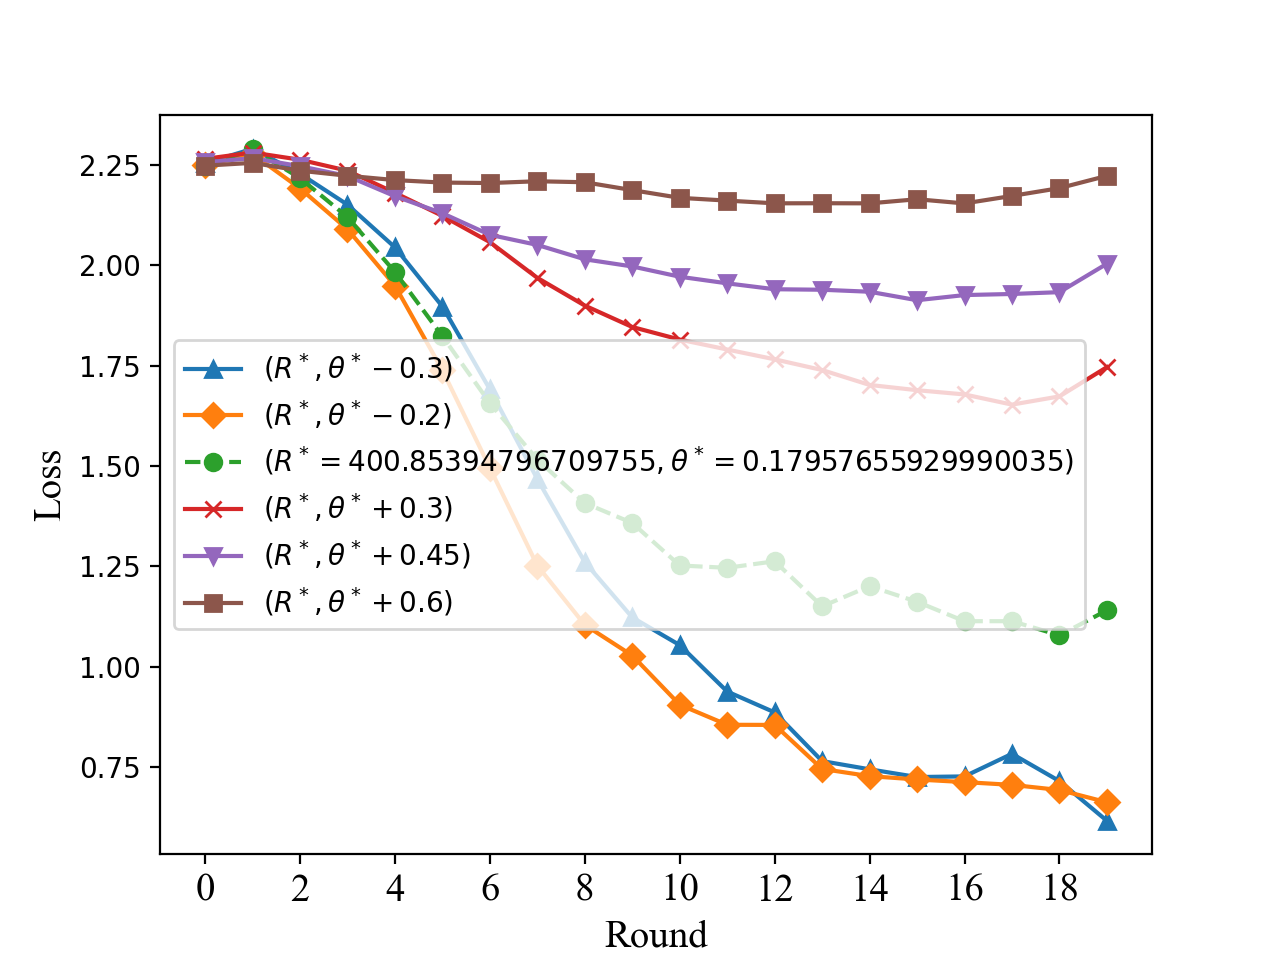 2.25
2.00
1.75
1.50
1.25
1.00
0.75
Loss
(R*, θ* − 0.3)
(R*, θ* − 0.2)
(R* = 400.85394796709755, θ* = 0.17957655929990035)
(R*, θ* + 0.3)
(R*, θ* + 0.45)
(R*, θ* + 0.6)
0 2 4 6 8 10 12 14 16 18
Round